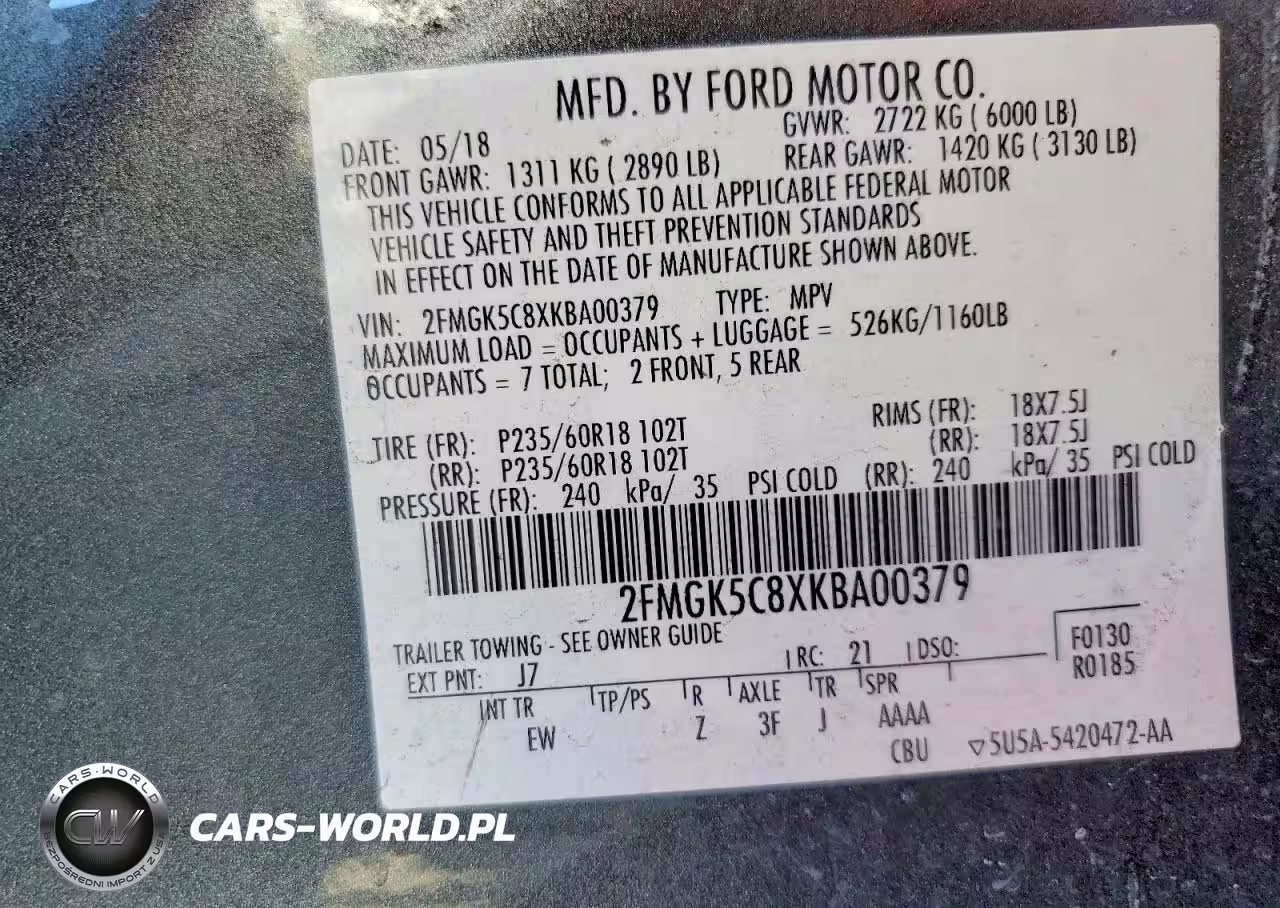 MFD. BY FORD MOTOR CO.
DATE: 05/18 GVWR: 2722 KG ( 6000 LB)
FRONT GAWR: 1311 KG ( 2890 LB) REAR GAWR: 1420 KG ( 3130 LB)
THIS VEHICLE CONFORMS TO ALL APPLICABLE FEDERAL MOTOR
VEHICLE SAFETY AND THEFT PREVENTION STANDARDS
IN EFFECT ON THE DATE OF MANUFACTURE SHOWN ABOVE.
VIN: 2FMGK5C8XKBA00379 TYPE: MPV
MAXIMUM LOAD = OCCUPANTS + LUGGAGE = 526KG/1160LB
OCCUPANTS = 7 TOTAL; 2 FRONT, 5 REAR
TIRE (FR): P235/60R18 102T RIMS (FR): 18X7.5J
(RR): P235/60R18 102T (RR): 18X7.5J
PRESSURE (FR): 240 kPa/ 35 PSI COLD (RR): 240 kPa/ 35 PSI COLD
2FMGK5C8XKBA00379
TRAILER TOWING - SEE OWNER GUIDE
F0130
EXT PNT: J7 RC: 21 DSO:
R0185
INT TR TP/PS R AXLE TR SPR
EW Z 3F J AAAA
CBU ▽5U5A-5420472-AA
CARS-WORLD
CW
BEZPOŚREDNI IMPORT Z USA
CARS-WORLD.PL